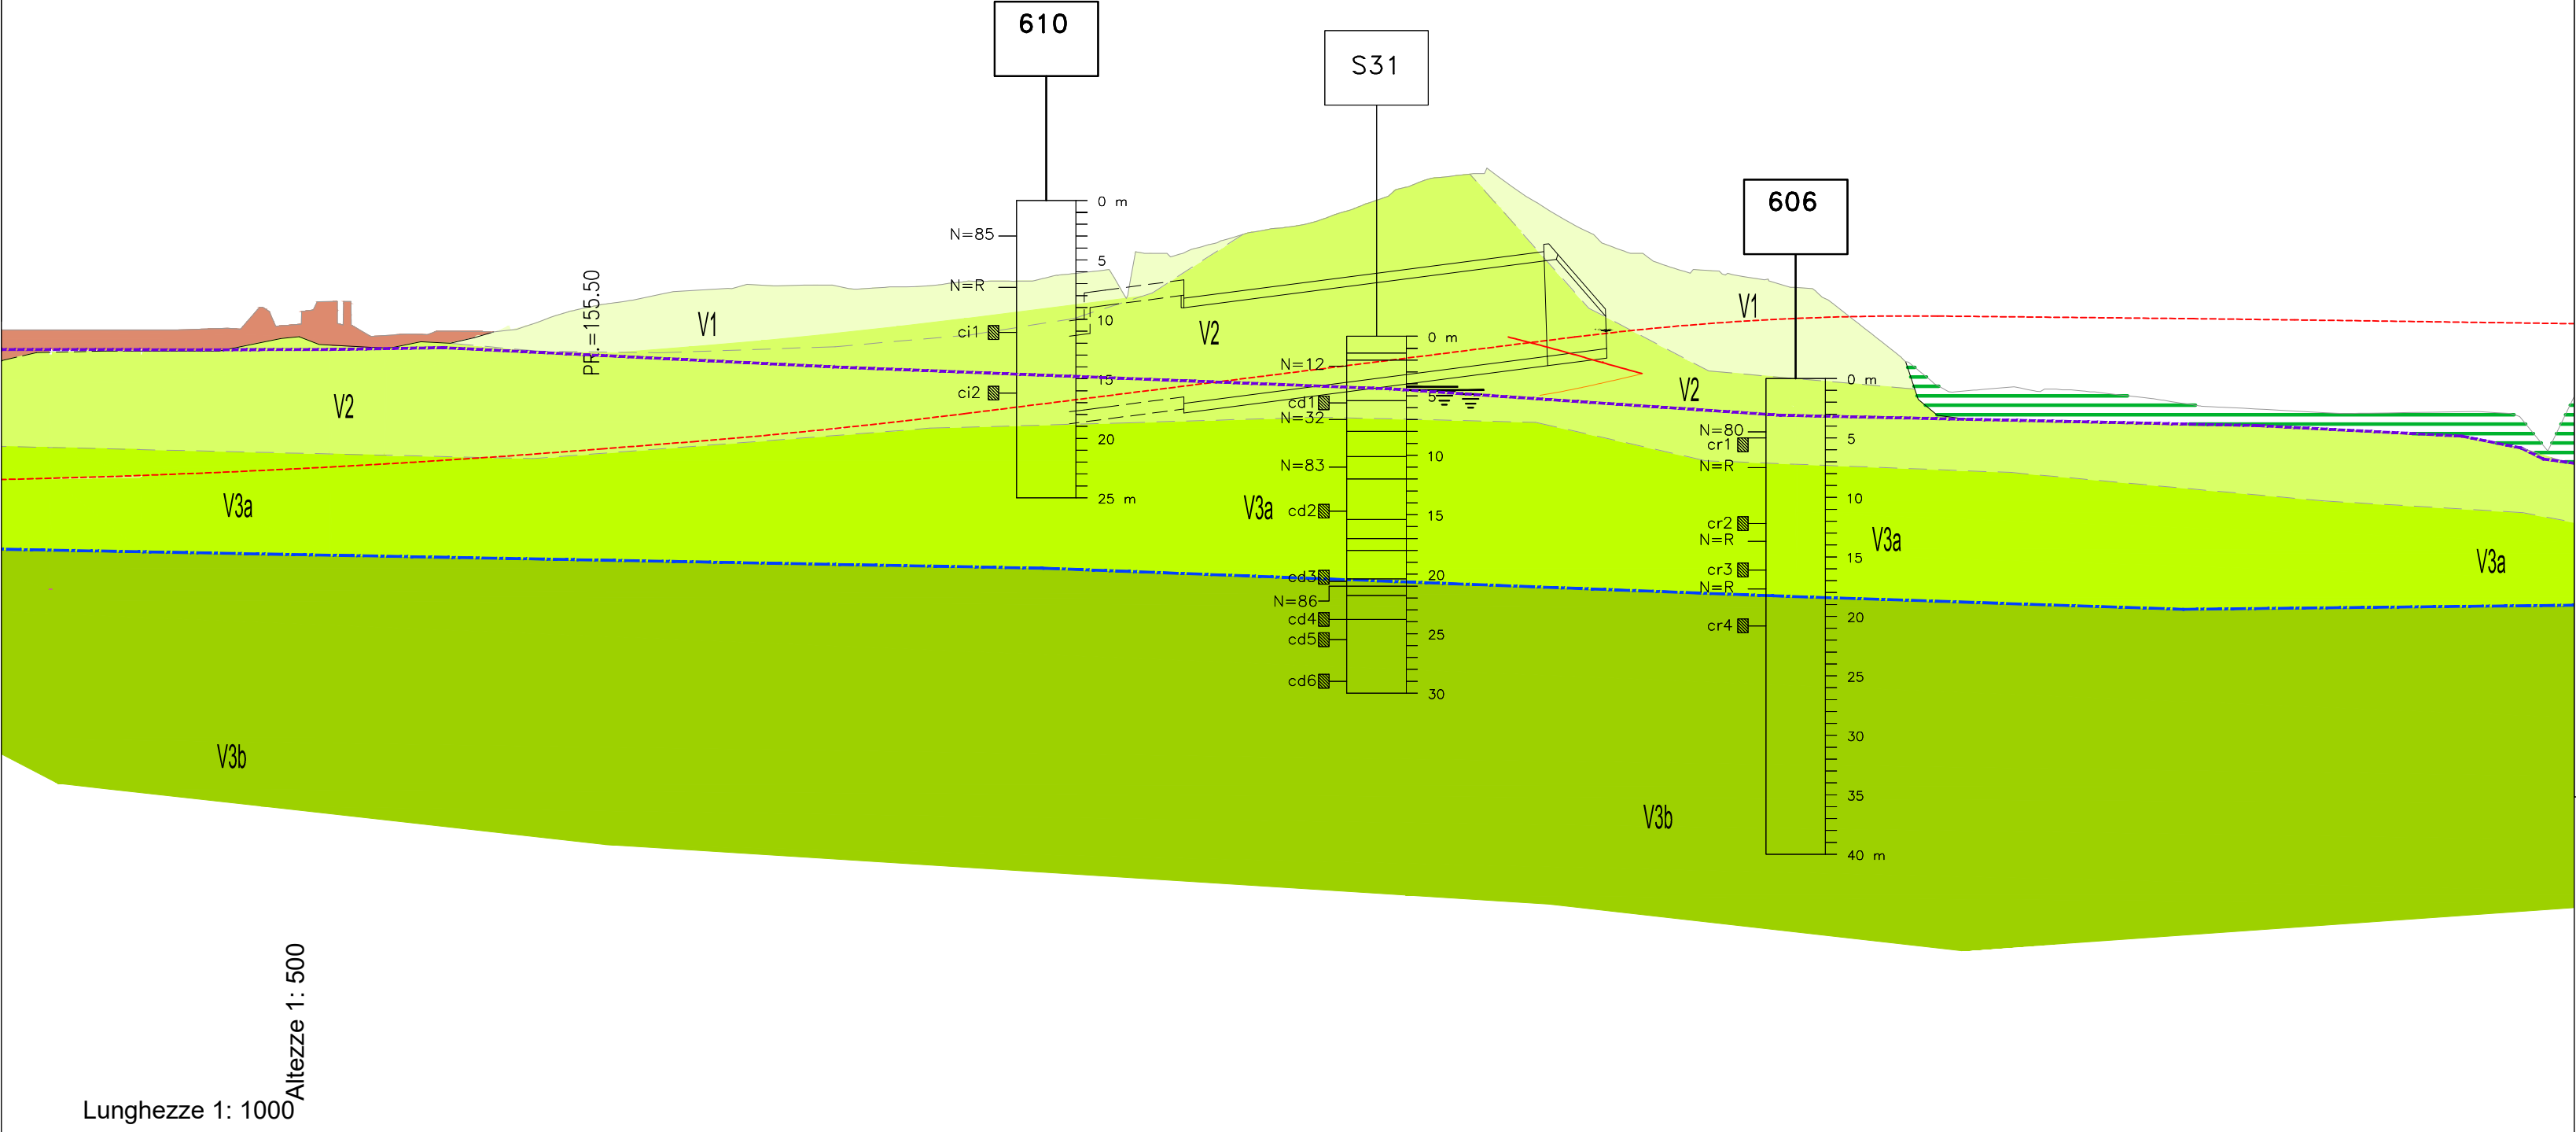 610
S31
606
0 m
N=85
5
N=R
10
ci1
15
ci2
20
25 m
PR.=155.50
V1
V2
V2
V1
V2
0 m
N=12
5
cd1
N=32
10
N=83
cd2
15
cd3
20
N=86
cd4
25
cd5
cd6
30
0 m
N=80
5
cr1
N=R
10
cr2
N=R
15
cr3
N=R
20
cr4
25
30
35
40 m
V3a
V3a
V3a
V3a
V3b
V3b
Altezze 1: 500
Lunghezze 1: 1000